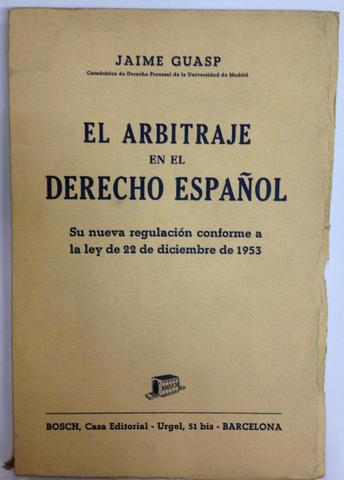 JAIME GUASP
Catedrático de Derecho Procesal de la Universidad de Madrid
EL ARBITRAJE
EN EL
DERECHO ESPAÑOL
Su nueva regulación conforme a
la ley de 22 de diciembre de 1953
BOSCH
BOSCH, Casa Editorial - Urgel, 51 bis - BARCELONA